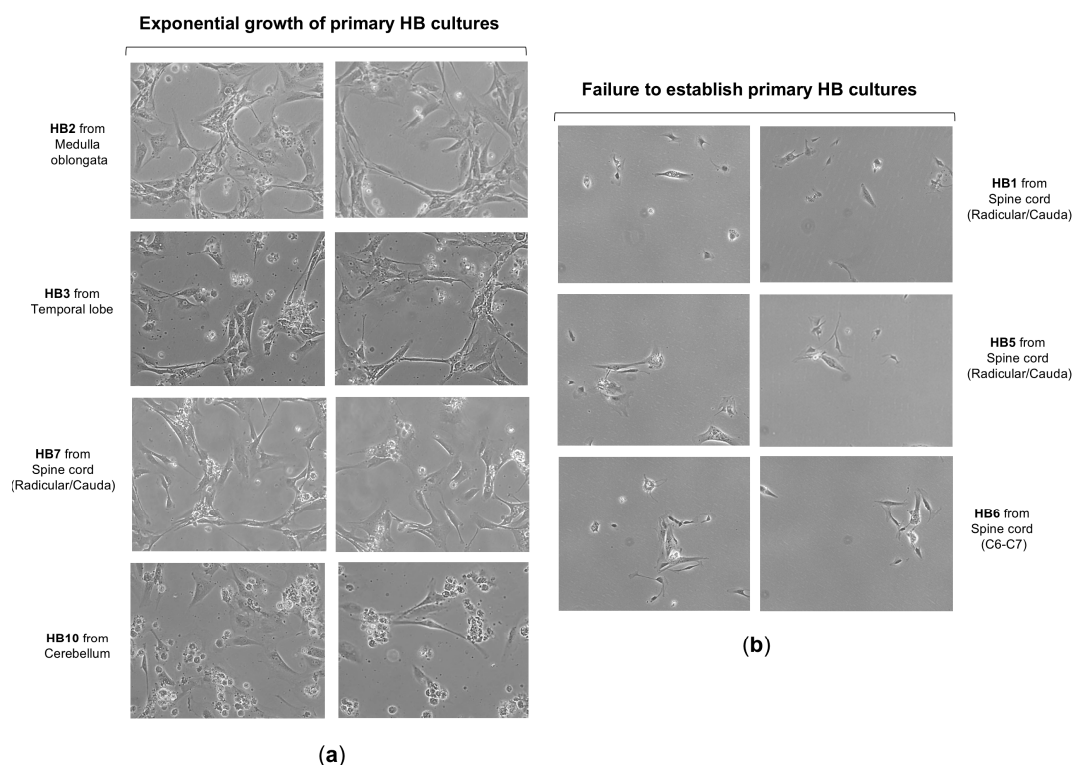 Exponential growth of primary HB cultures
HB2 from
Medulla
oblongata
HB3 from
Temporal lobe
HB7 from
Spine cord
(Radicular/Cauda)
HB10 from
Cerebellum
(a)
Failure to establish primary HB cultures
HB1 from
Spine cord
(Radicular/Cauda)
HB5 from
Spine cord
(Radicular/Cauda)
HB6 from
Spine cord
(C6-C7)
(b)